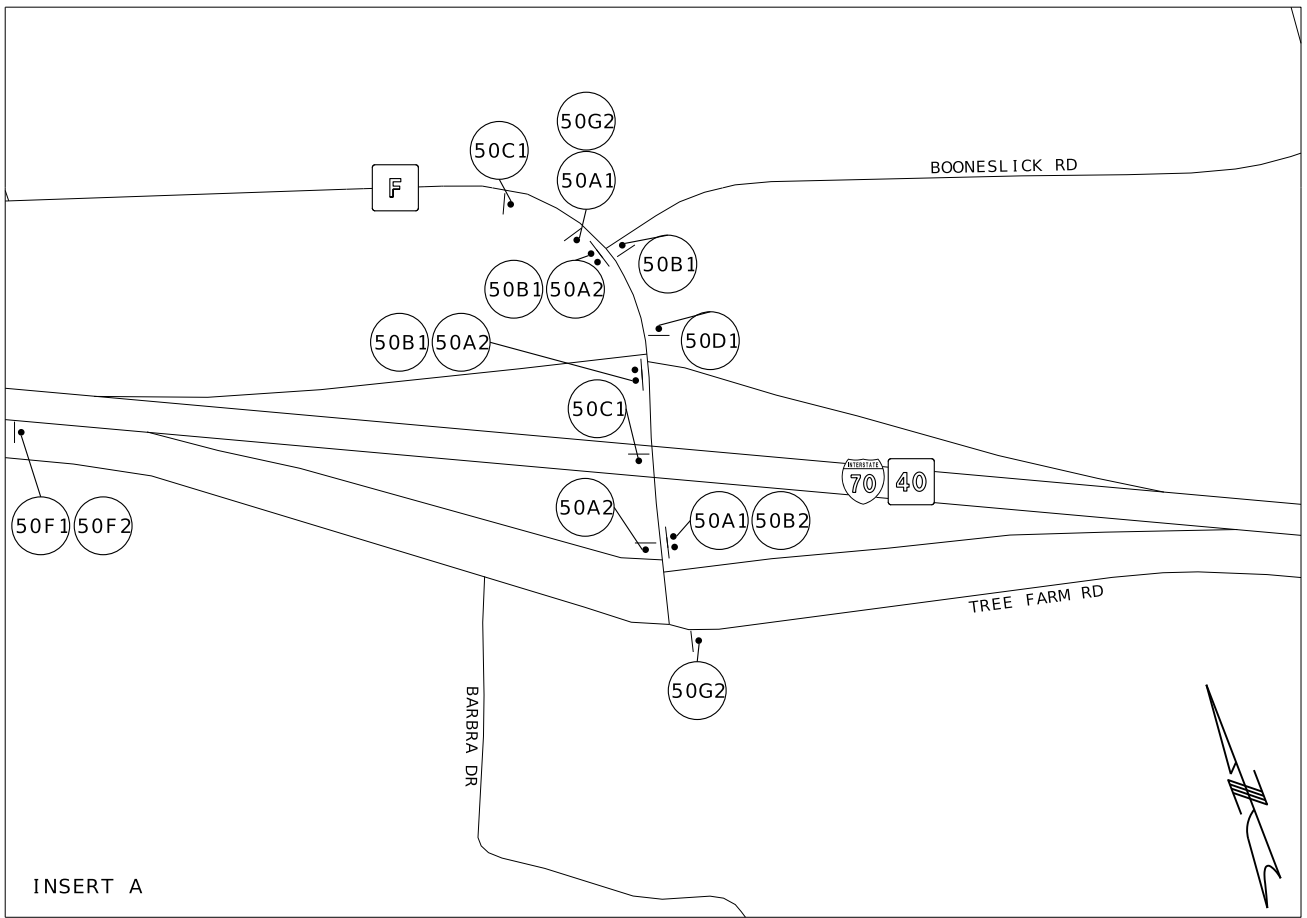 50G2
50C1
50A1
BOONESLICK RD
F
50B1
50B1 50A2
50B1 50A2
50D1
50C1
INTERSTATE
70 40
50A2
50A1 50B2
50F1 50F2
TREE FARM RD
50G2
BARBRA DR
N
INSERT A